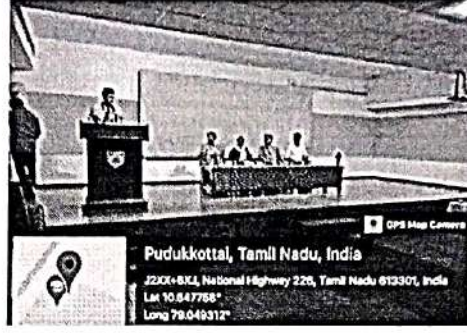 GPS Map Camera
Pudukkottai, Tamil Nadu, India
J2XX+8XJ, National Highway 226, Tamil Nadu 613301, India
Lat 10.647768°
Long 79.049312°